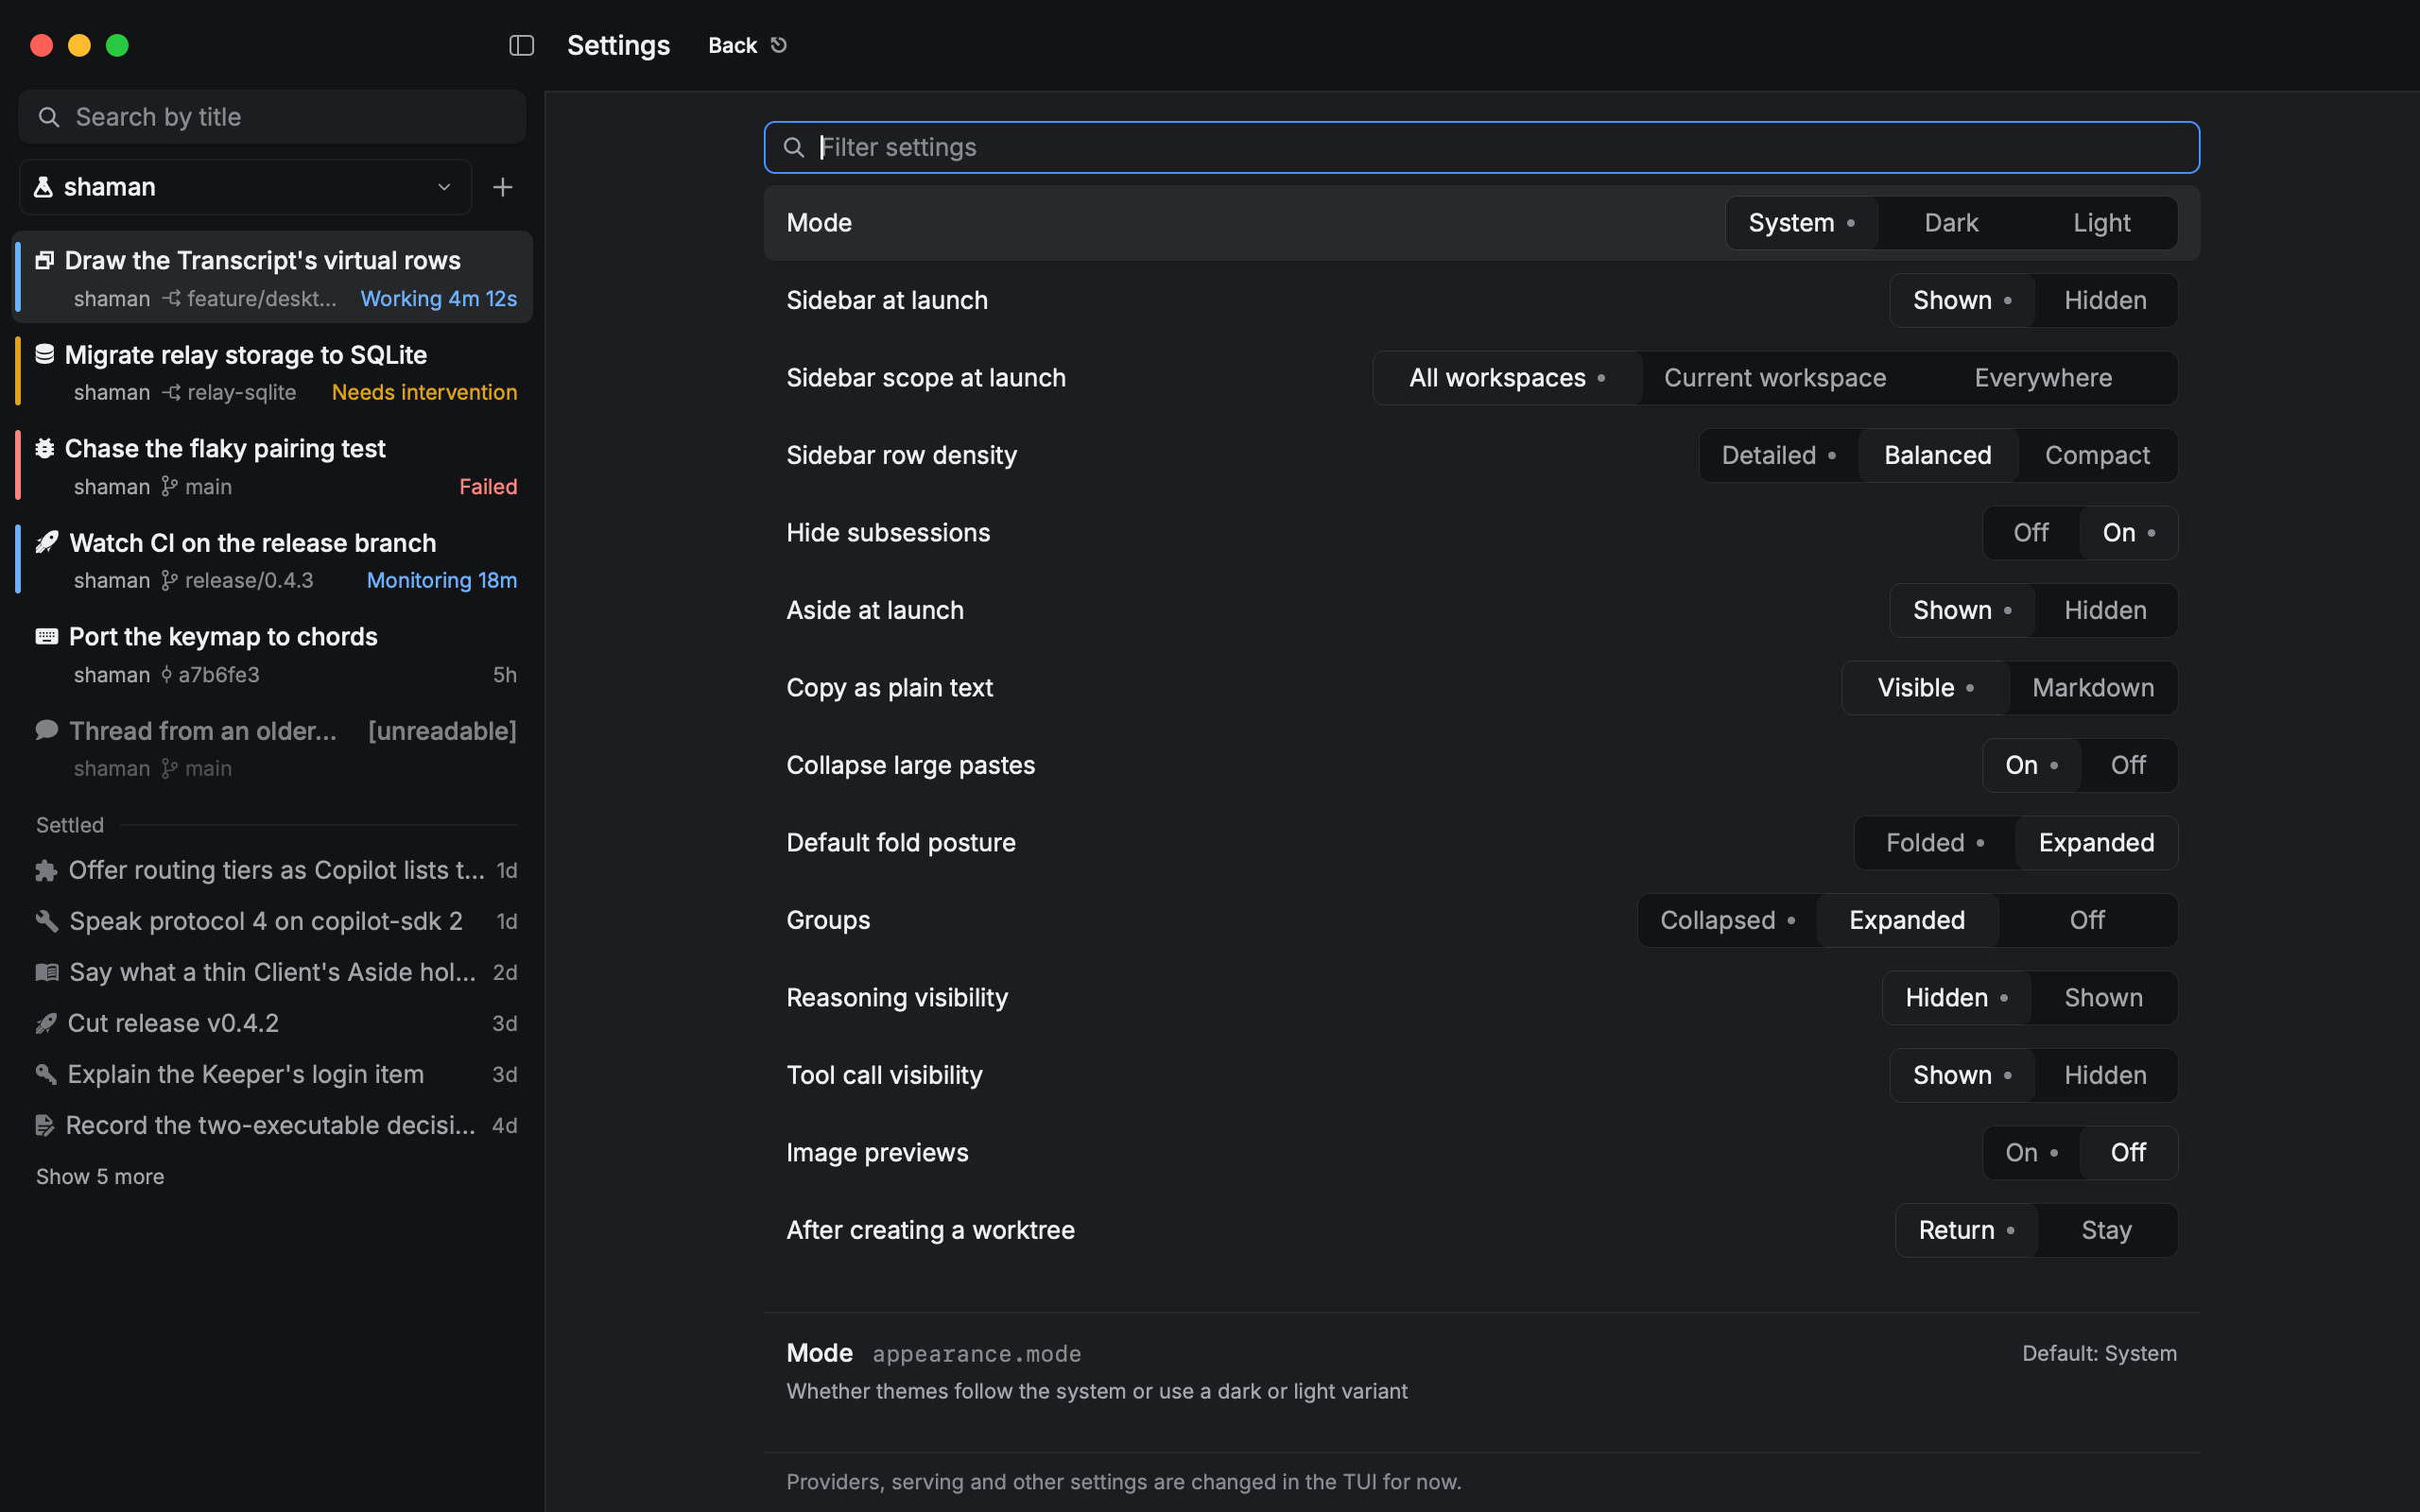 Settings Back
Search by title
shaman
Draw the Transcript's virtual rows
shaman feature/deskt... Working 4m 12s
Migrate relay storage to SQLite
shaman relay-sqlite Needs intervention
Chase the flaky pairing test
shaman main Failed
Watch CI on the release branch
shaman release/0.4.3 Monitoring 18m
Port the keymap to chords
shaman a7b6fe3 5h
Thread from an older... [unreadable]
shaman main
Settled
Offer routing tiers as Copilot lists t... 1d
Speak protocol 4 on copilot-sdk 2 1d
Say what a thin Client's Aside hol... 2d
Cut release v0.4.2 3d
Explain the Keeper's login item 3d
Record the two-executable decisi... 4d
Show 5 more
Filter settings
Mode System • Dark Light
Sidebar at launch Shown • Hidden
Sidebar scope at launch All workspaces • Current workspace Everywhere
Sidebar row density Detailed • Balanced Compact
Hide subsessions Off On •
Aside at launch Shown • Hidden
Copy as plain text Visible • Markdown
Collapse large pastes On • Off
Default fold posture Folded • Expanded
Groups Collapsed • Expanded Off
Reasoning visibility Hidden • Shown
Tool call visibility Shown • Hidden
Image previews On • Off
After creating a worktree Return • Stay
Mode appearance.mode Default: System
Whether themes follow the system or use a dark or light variant
Providers, serving and other settings are changed in the TUI for now.